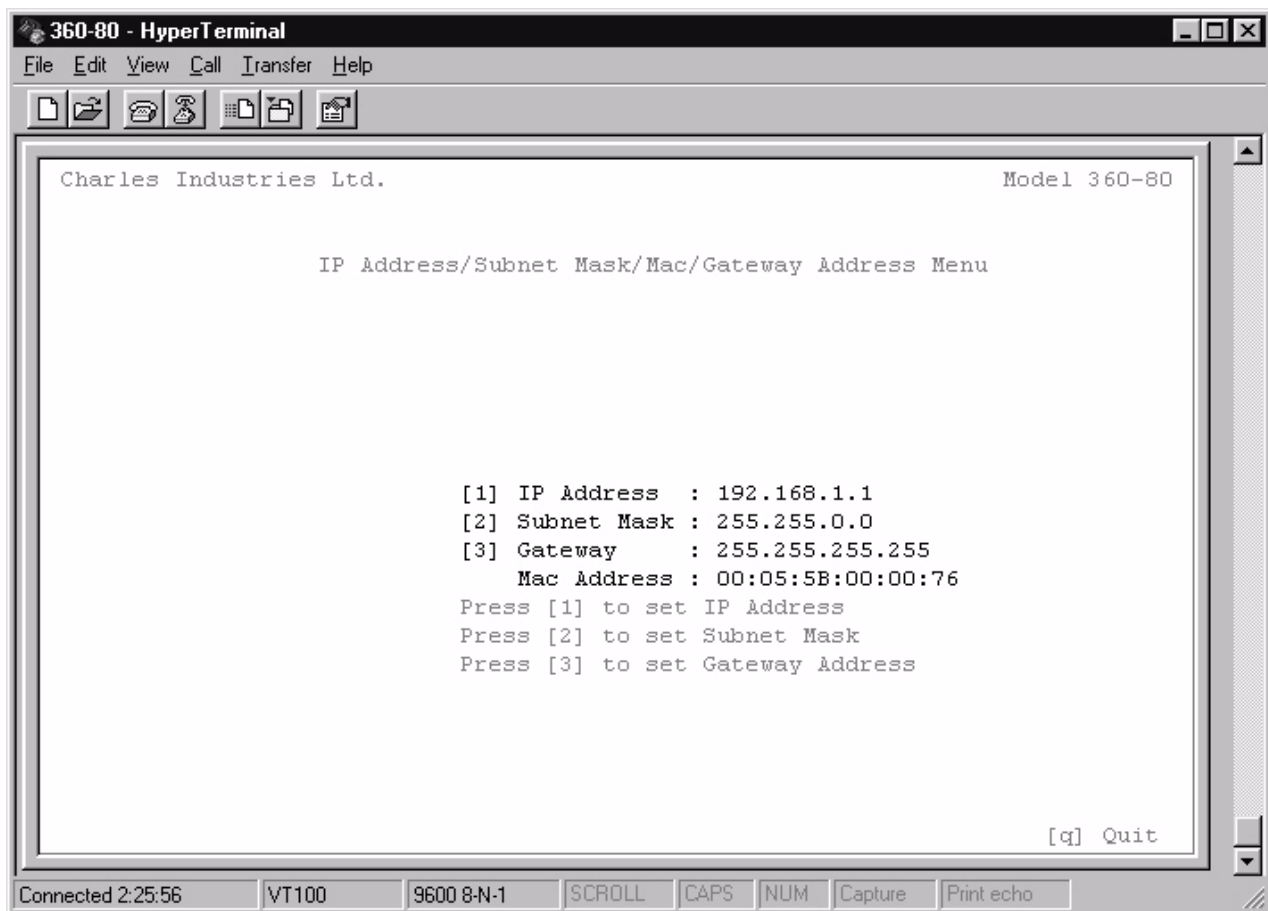 360-80 - HyperTerminal
File Edit View Call Transfer Help
Charles Industries Ltd. Model 360-80
IP Address/Subnet Mask/Mac/Gateway Address Menu
[1] IP Address : 192.168.1.1
[2] Subnet Mask : 255.255.0.0
[3] Gateway : 255.255.255.255
Mac Address : 00:05:5B:00:00:76
Press [1] to set IP Address
Press [2] to set Subnet Mask
Press [3] to set Gateway Address
[q] Quit
Connected 2:25:56 VT100 9600 8-N-1 SCROLL CAPS NUM Capture Print echo